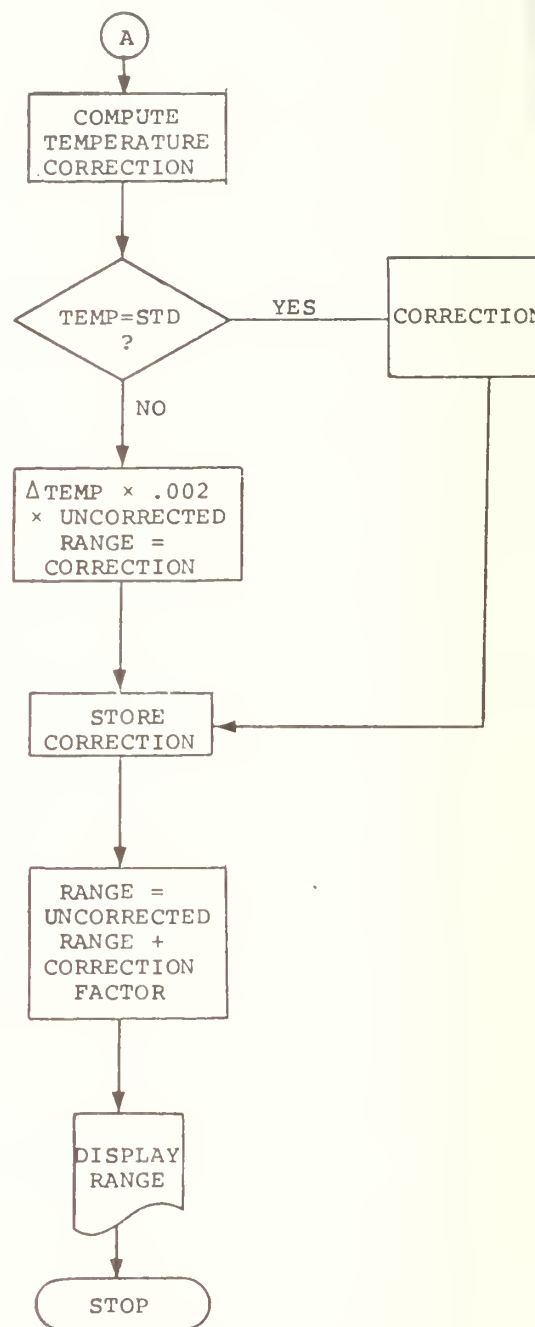 A
COMPUTE
TEMPERATURE
CORRECTION
TEMP=STD
?
YES
CORRECTION
NO
Δ TEMP × .002
× UNCORRECTED
RANGE =
CORRECTION
STORE
CORRECTION
RANGE =
UNCORRECTED
RANGE +
CORRECTION
FACTOR
DISPLAY
RANGE
STOP